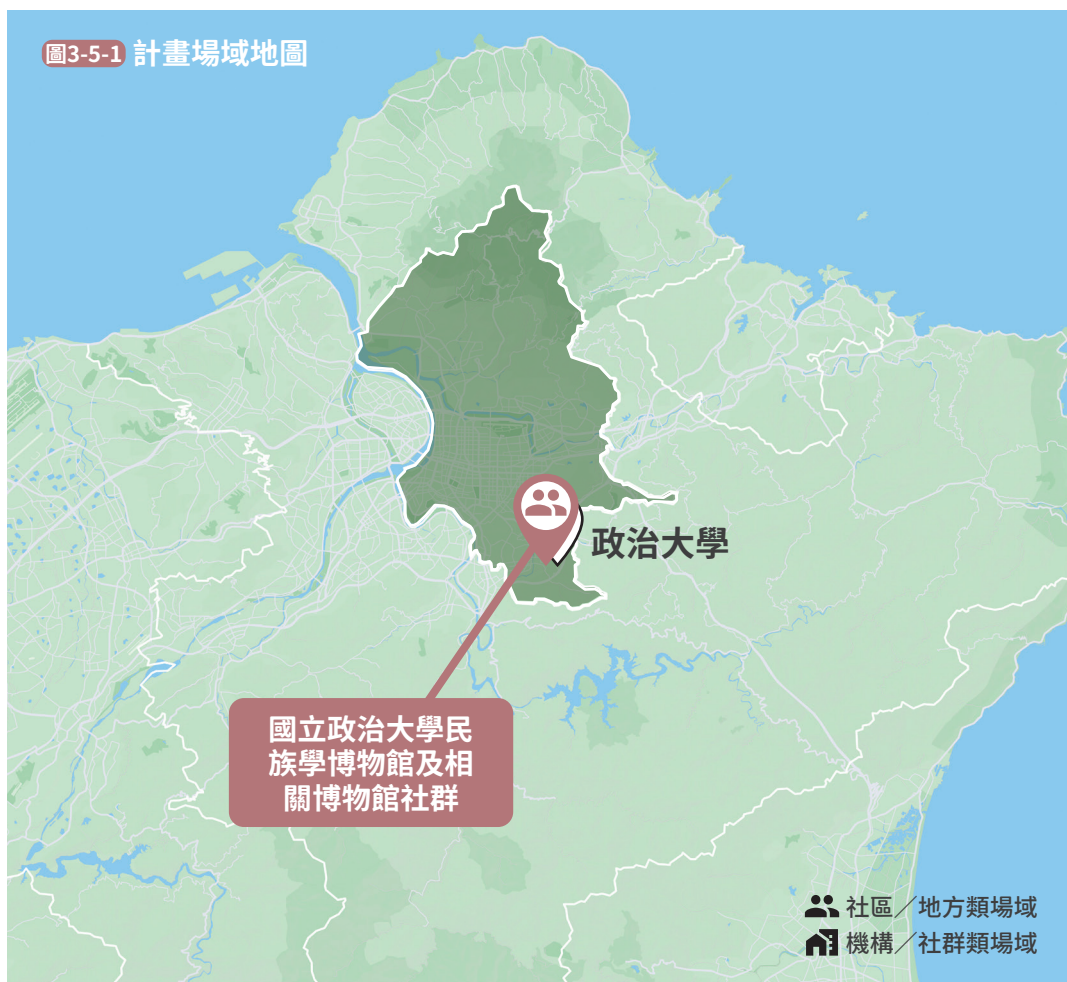 圖3-5-1 計畫場域地圖
政治大學
國立政治大學民
族學博物館及相
關博物館社群
社區／地方類場域
機構／社群類場域